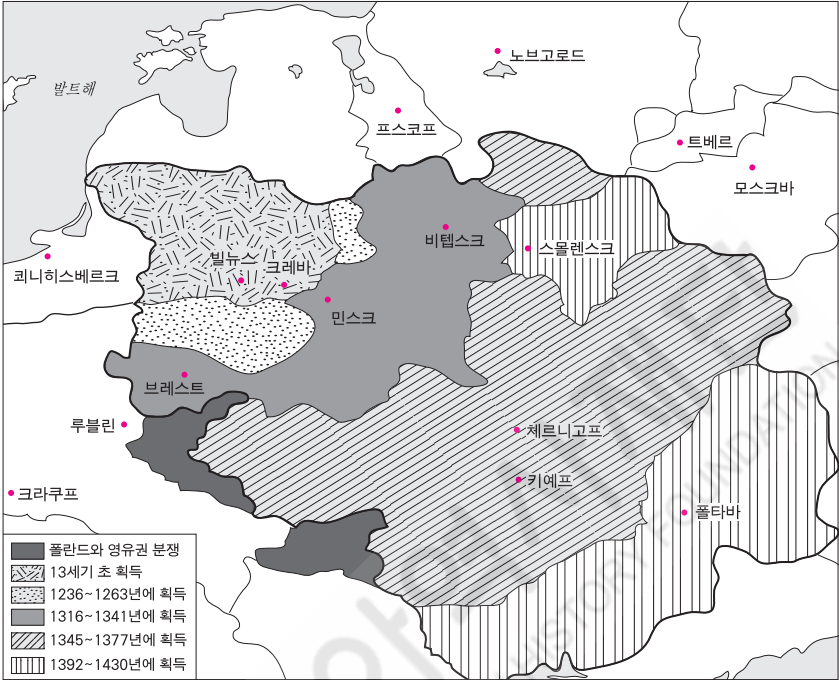 노브고로드
발트해
프스코프
트베르
모스크바
비텝스크
스몰렌스크
빌뉴스
크레바
쾨니히스베르크
민스크
브레스트
루블린
체르니고프
크라쿠프
키예프
폴타바
폴란드와 영유권 분쟁
13세기 초 획득
1236~1263년에 획득
1316~1341년에 획득
1345~1377년에 획득
1392~1430년에 획득
HISTORY FOUNDATION